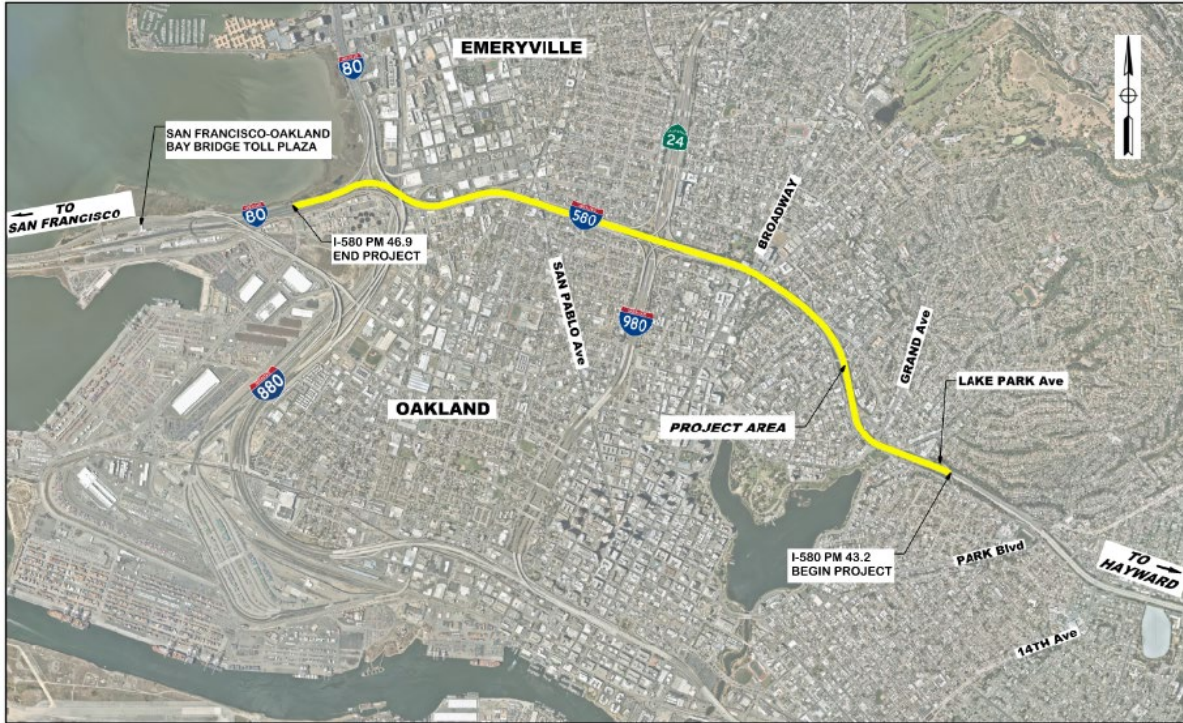 EMERYVILLE
80
24
SAN FRANCISCO-OAKLAND
BAY BRIDGE TOLL PLAZA
TO
SAN FRANCISCO
80
580
BROADWAY
I-580 PM 46.9
END PROJECT
SAN PABLO Ave
980
GRAND Ave
880
OAKLAND
LAKE PARK Ave
PROJECT AREA
I-580 PM 43.2
BEGIN PROJECT
PARK Blvd
TO
HAYWARD
14TH Ave